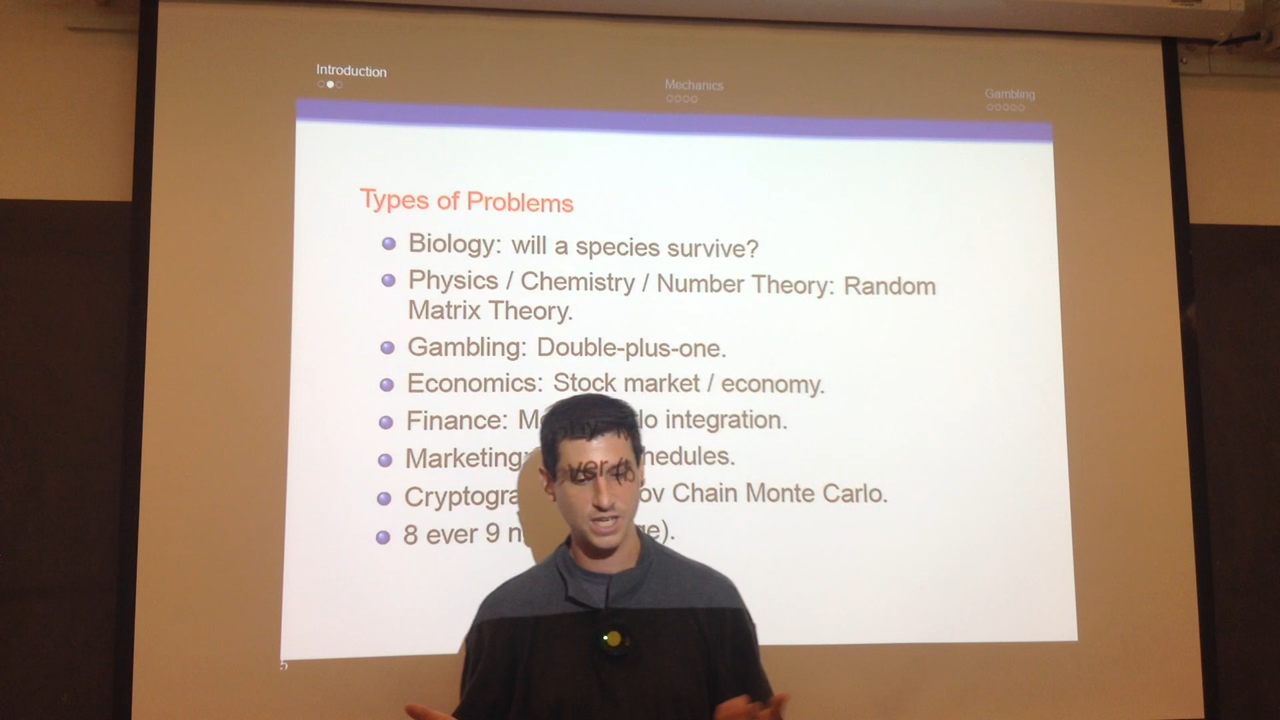 Introduction
Mechanics
Gambling
Types of Problems
Biology: will a species survive?
Physics / Chemistry / Number Theory: Random
Matrix Theory.
Gambling: Double-plus-one.
Economics: Stock market / economy.
Finance: M lo integration.
Marketing: hedules.
Cryptogra ov Chain Monte Carlo.
8 ever 9 n ge).
5